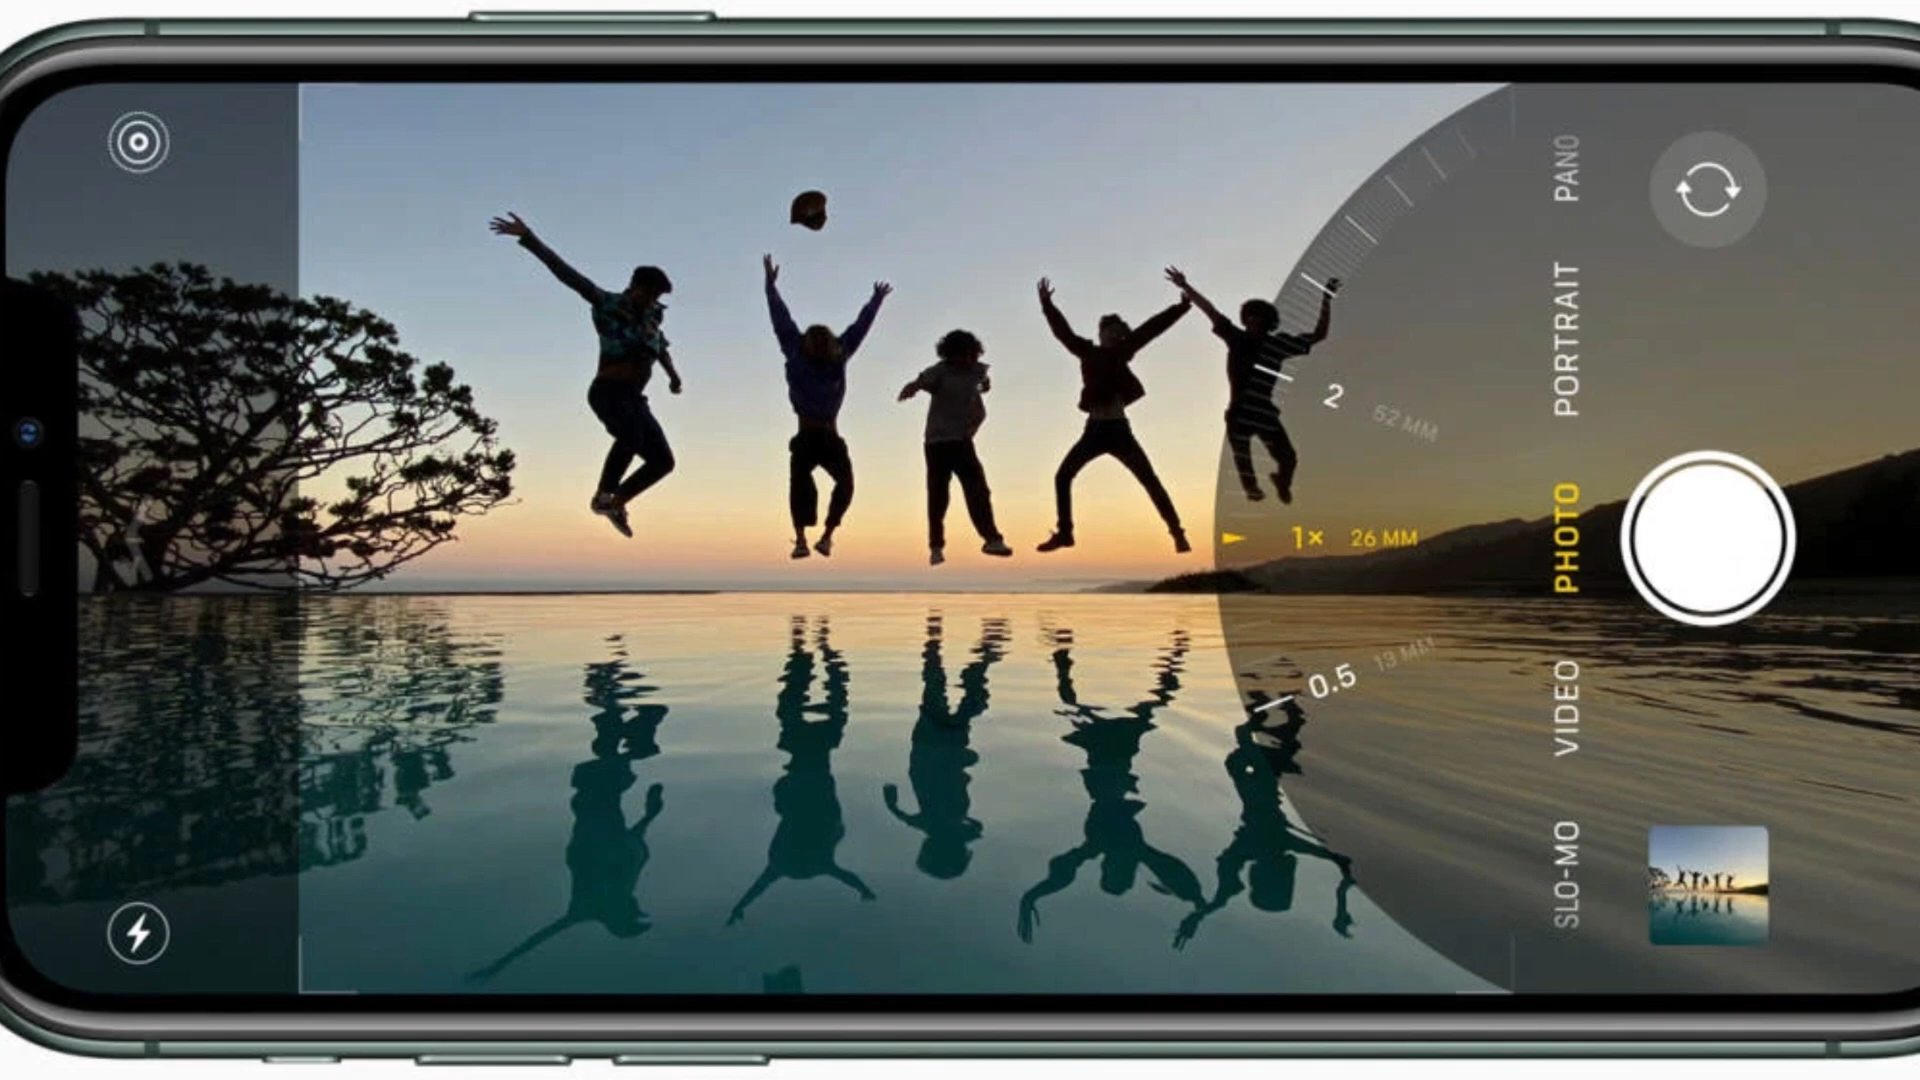 2 52 MM
1× 26 MM
0.5 13 MM
PANO
PORTRAIT
PHOTO
VIDEO
SLO-MO